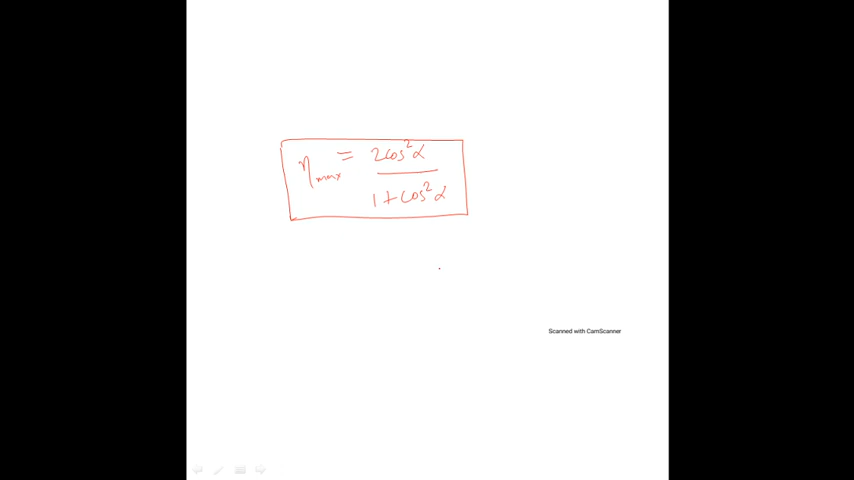 η_max = 2cos²α / 1+cos²α
Scanned with CamScanner